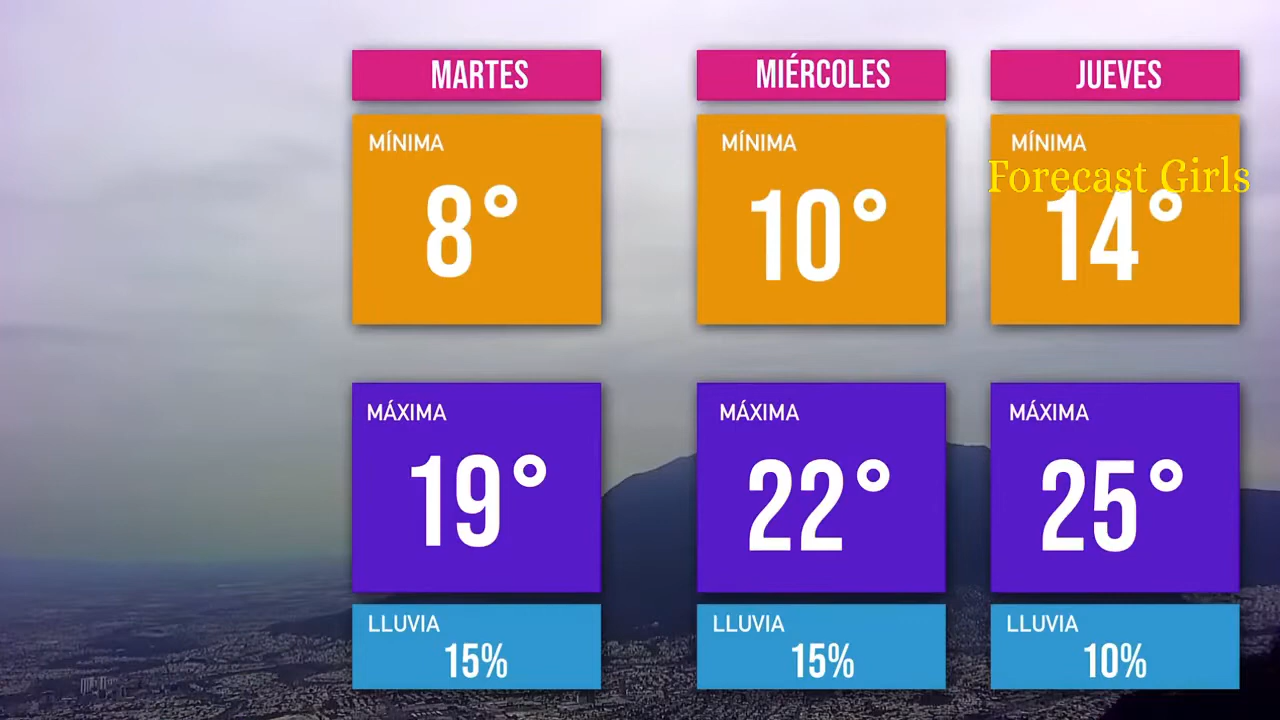 MARTES
MÍNIMA
8°
MÁXIMA
19°
LLUVIA
15%
MIÉRCOLES
MÍNIMA
10°
MÁXIMA
22°
LLUVIA
15%
JUEVES
MÍNIMA
Forecast Girls
14°
MÁXIMA
25°
LLUVIA
10%